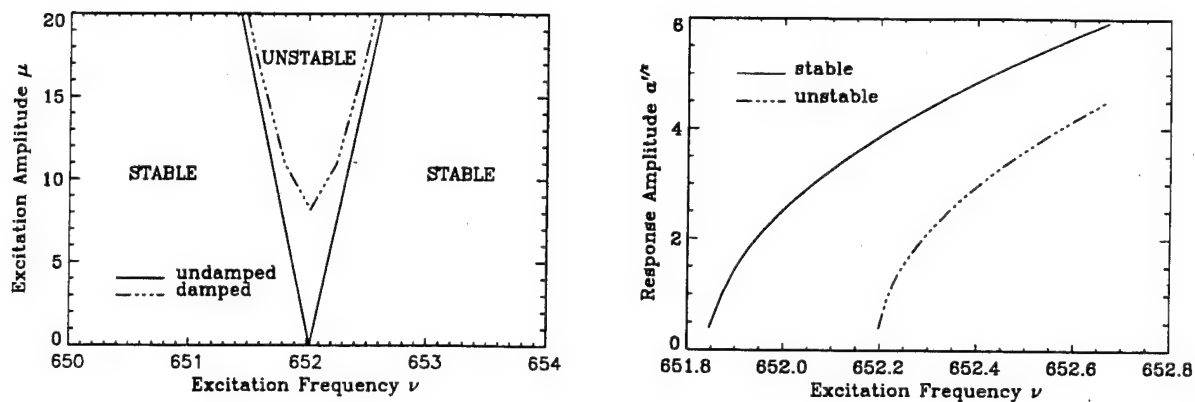 20
15
10
5
0
Excitation Amplitude μ
UNSTABLE
STABLE
STABLE
undamped
damped
650
651
652
653
654
Excitation Frequency ν
6
4
2
0
Response Amplitude
stable
unstable
651.8
652.0
652.2
652.4
652.6
652.8
Excitation Frequency ν